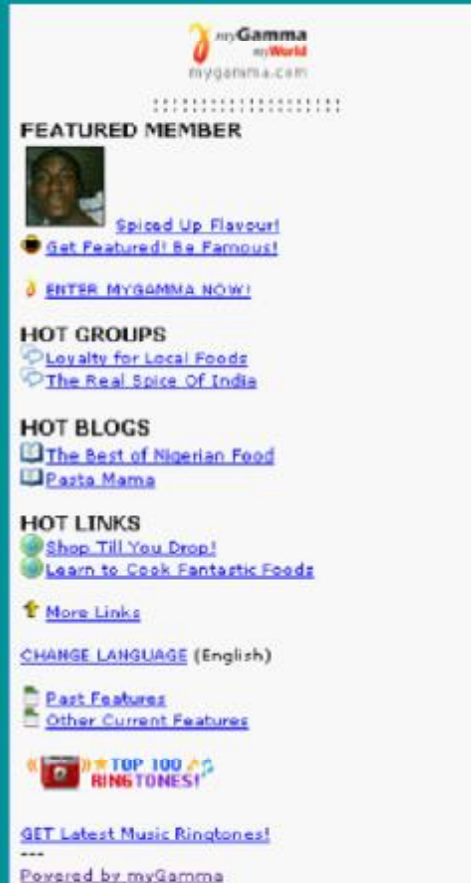 myGamma
myWorld
mygamma.com
FEATURED MEMBER
Spiced Up Flavour!
Get Featured! Be Famous!
ENTER MYGAMMA NOW!
HOT GROUPS
Loyalty for Local Foods
The Real Spice Of India
HOT BLOGS
The Best of Nigerian Food
Pasta Mama
HOT LINKS
Shop Till You Drop!
Learn to Cook Fantastic Foods
More Links
CHANGE LANGUAGE (English)
Past Features
Other Current Features
TOP 100
RINGTONES!
GET Latest Music Ringtones!
---
Powered by myGamma